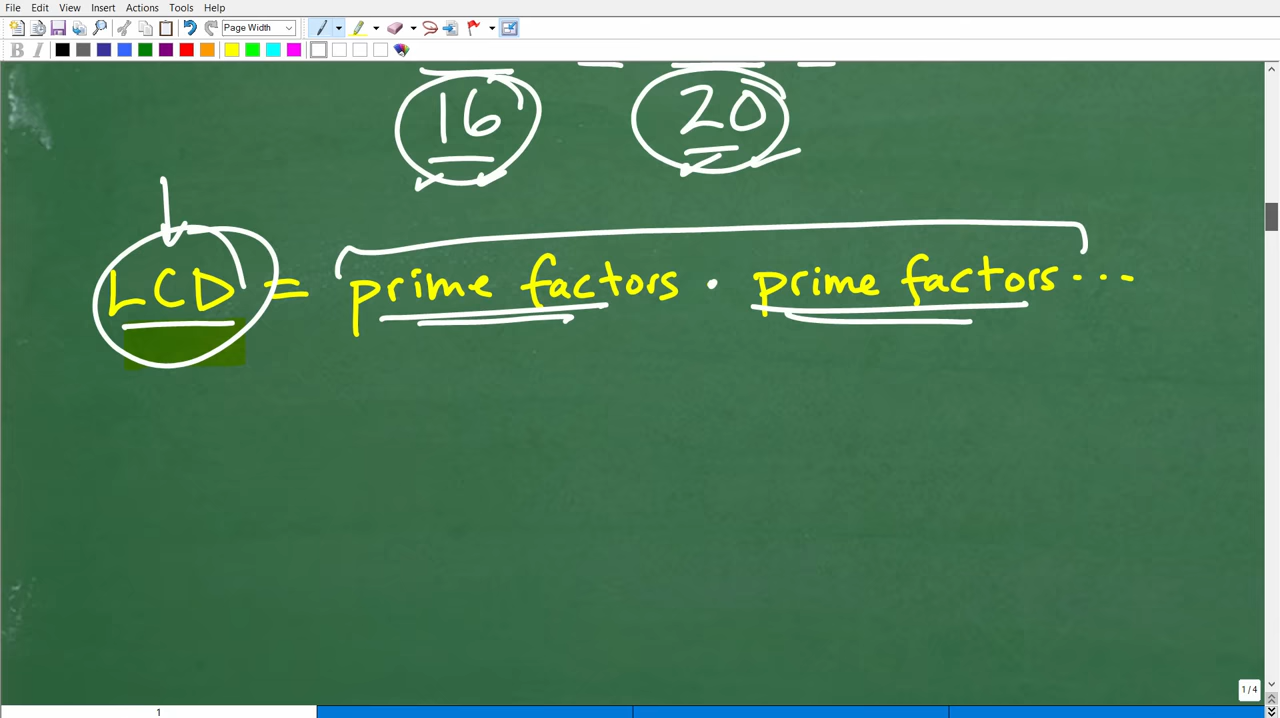 File Edit View Insert Actions Tools Help
Page Width
B I
16 20
LCD = prime factors · prime factors ...
1 / 4
1